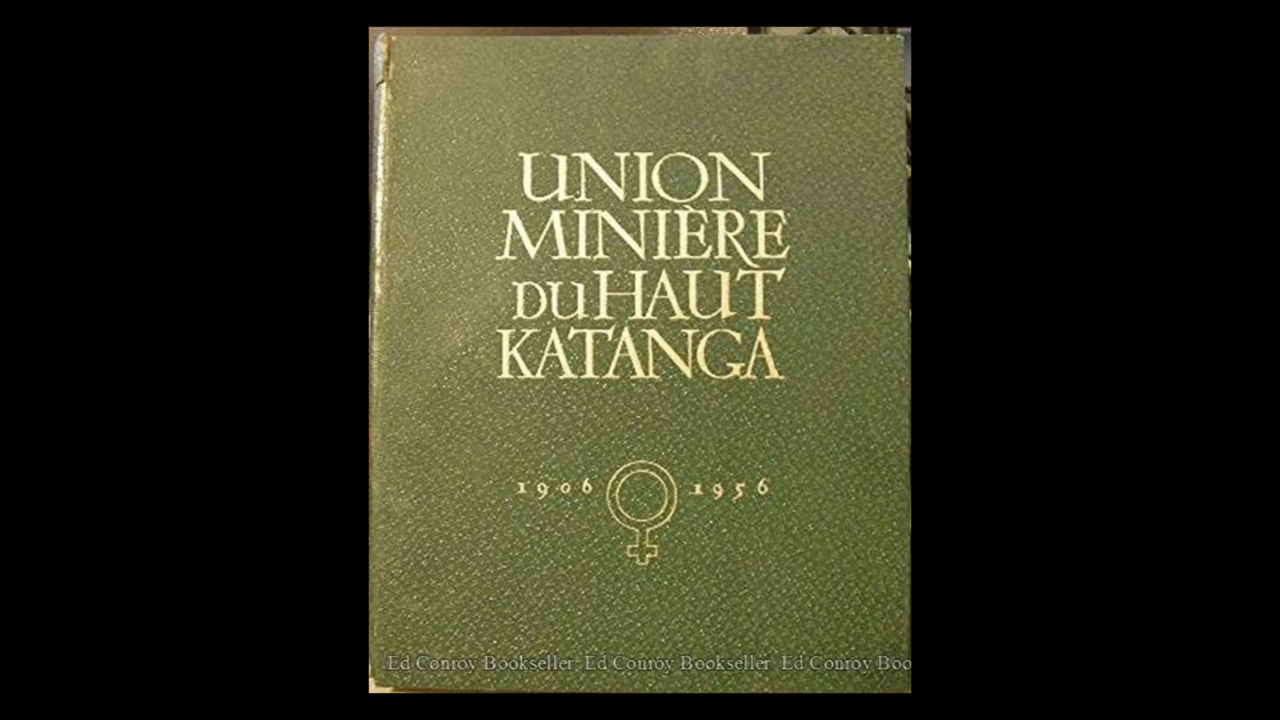 UNION
MINIÈRE
DU HAUT
KATANGA
1906 1956
Ed Conroy Bookseller Ed Conroy Bookseller Ed Conroy Boo